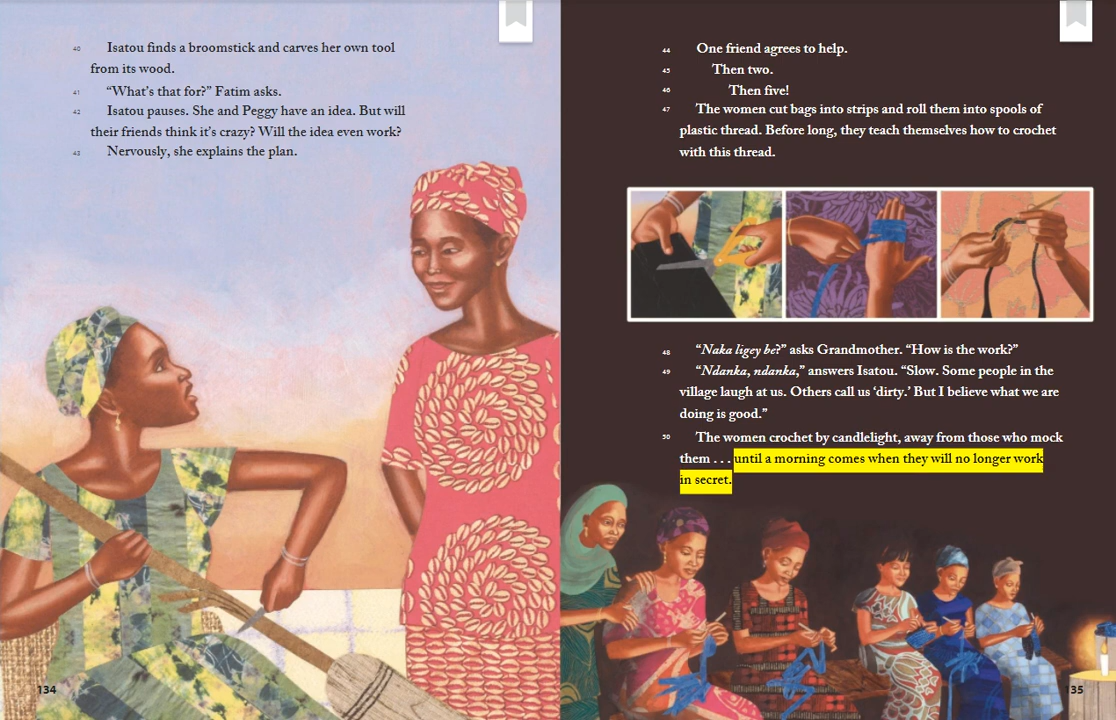 40 Isatou finds a broomstick and carves her own tool
from its wood.
41 “What’s that for?” Fatim asks.
42 Isatou pauses. She and Peggy have an idea. But will
their friends think it’s crazy? Will the idea even work?
43 Nervously, she explains the plan.
134
44 One friend agrees to help.
45 Then two.
46 Then five!
47 The women cut bags into strips and roll them into spools of
plastic thread. Before long, they teach themselves how to crochet
with this thread.
48 “Naka ligey be?” asks Grandmother. “How is the work?”
49 “Ndanka, ndanka,” answers Isatou. “Slow. Some people in the
village laugh at us. Others call us ‘dirty.’ But I believe what we are
doing is good.”
50 The women crochet by candlelight, away from those who mock
them . . . until a morning comes when they will no longer work
in secret.
135